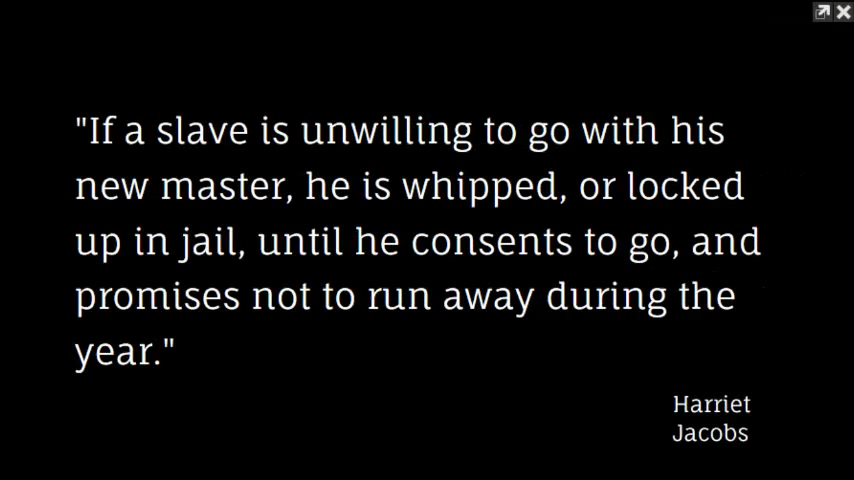 "If a slave is unwilling to go with his
new master, he is whipped, or locked
up in jail, until he consents to go, and
promises not to run away during the
year."
Harriet
Jacobs